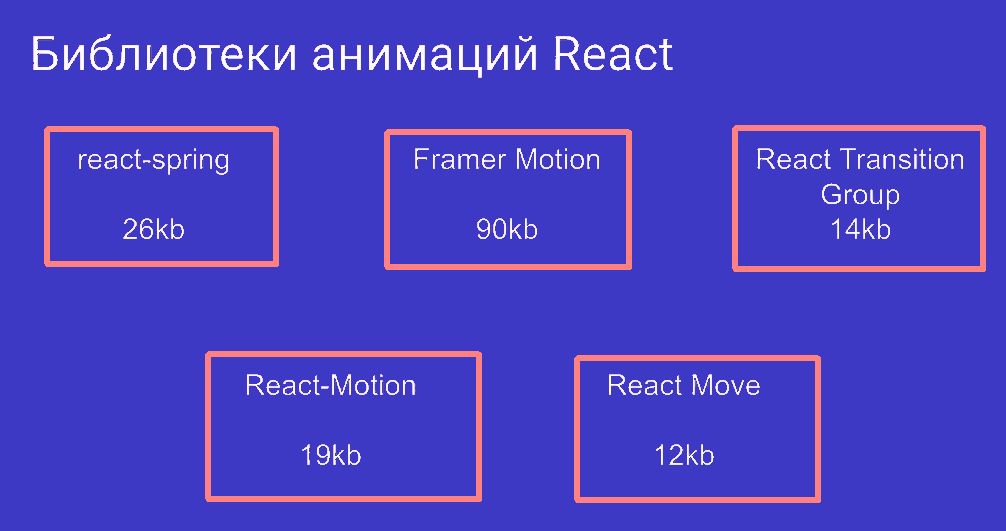 Библиотеки анимаций React
react-spring
26kb
Framer Motion
90kb
React Transition
Group
14kb
React-Motion
19kb
React Move
12kb